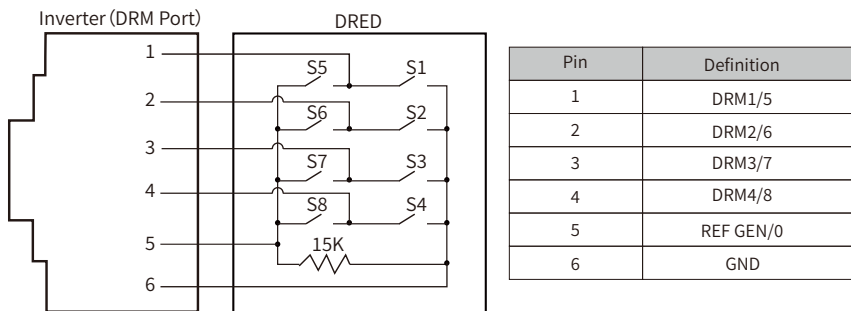 Inverter (DRM Port)
DRED
1
S5 S1
2
S6 S2
3
S7 S3
4
S8 S4
5
15K
6
Pin Definition
1 DRM1/5
2 DRM2/6
3 DRM3/7
4 DRM4/8
5 REF GEN/0
6 GND